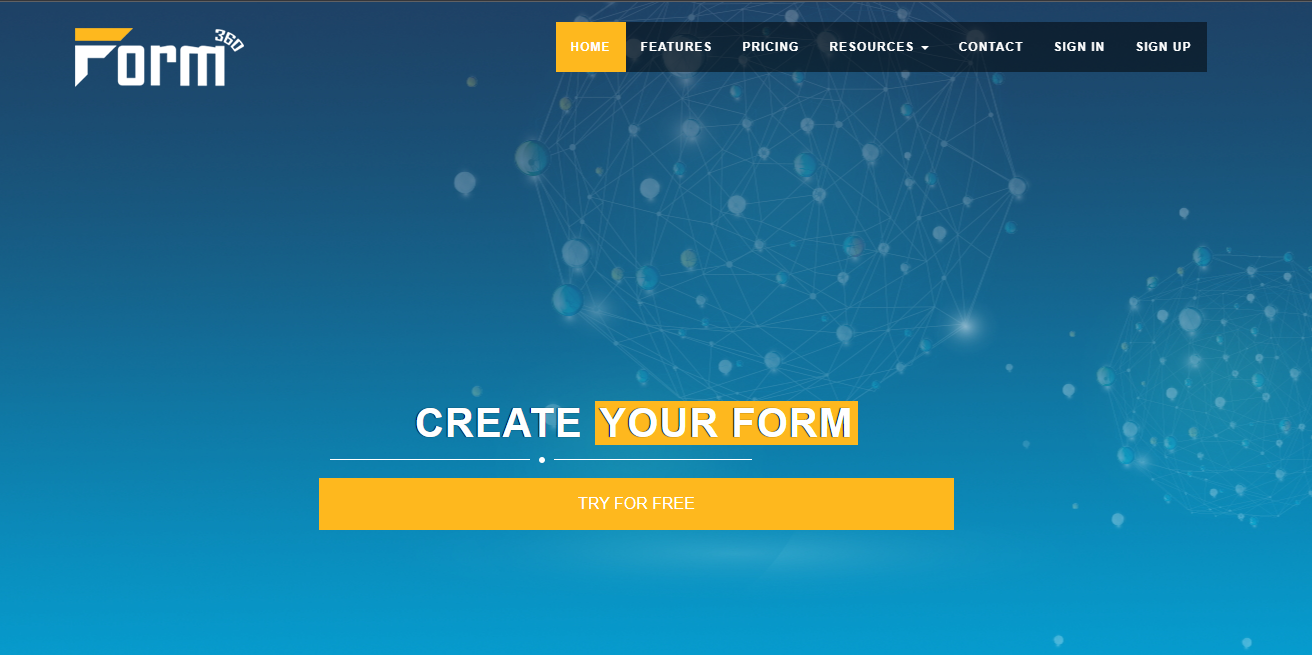 Form 360
HOME FEATURES PRICING RESOURCES CONTACT SIGN IN SIGN UP
CREATE YOUR FORM
TRY FOR FREE